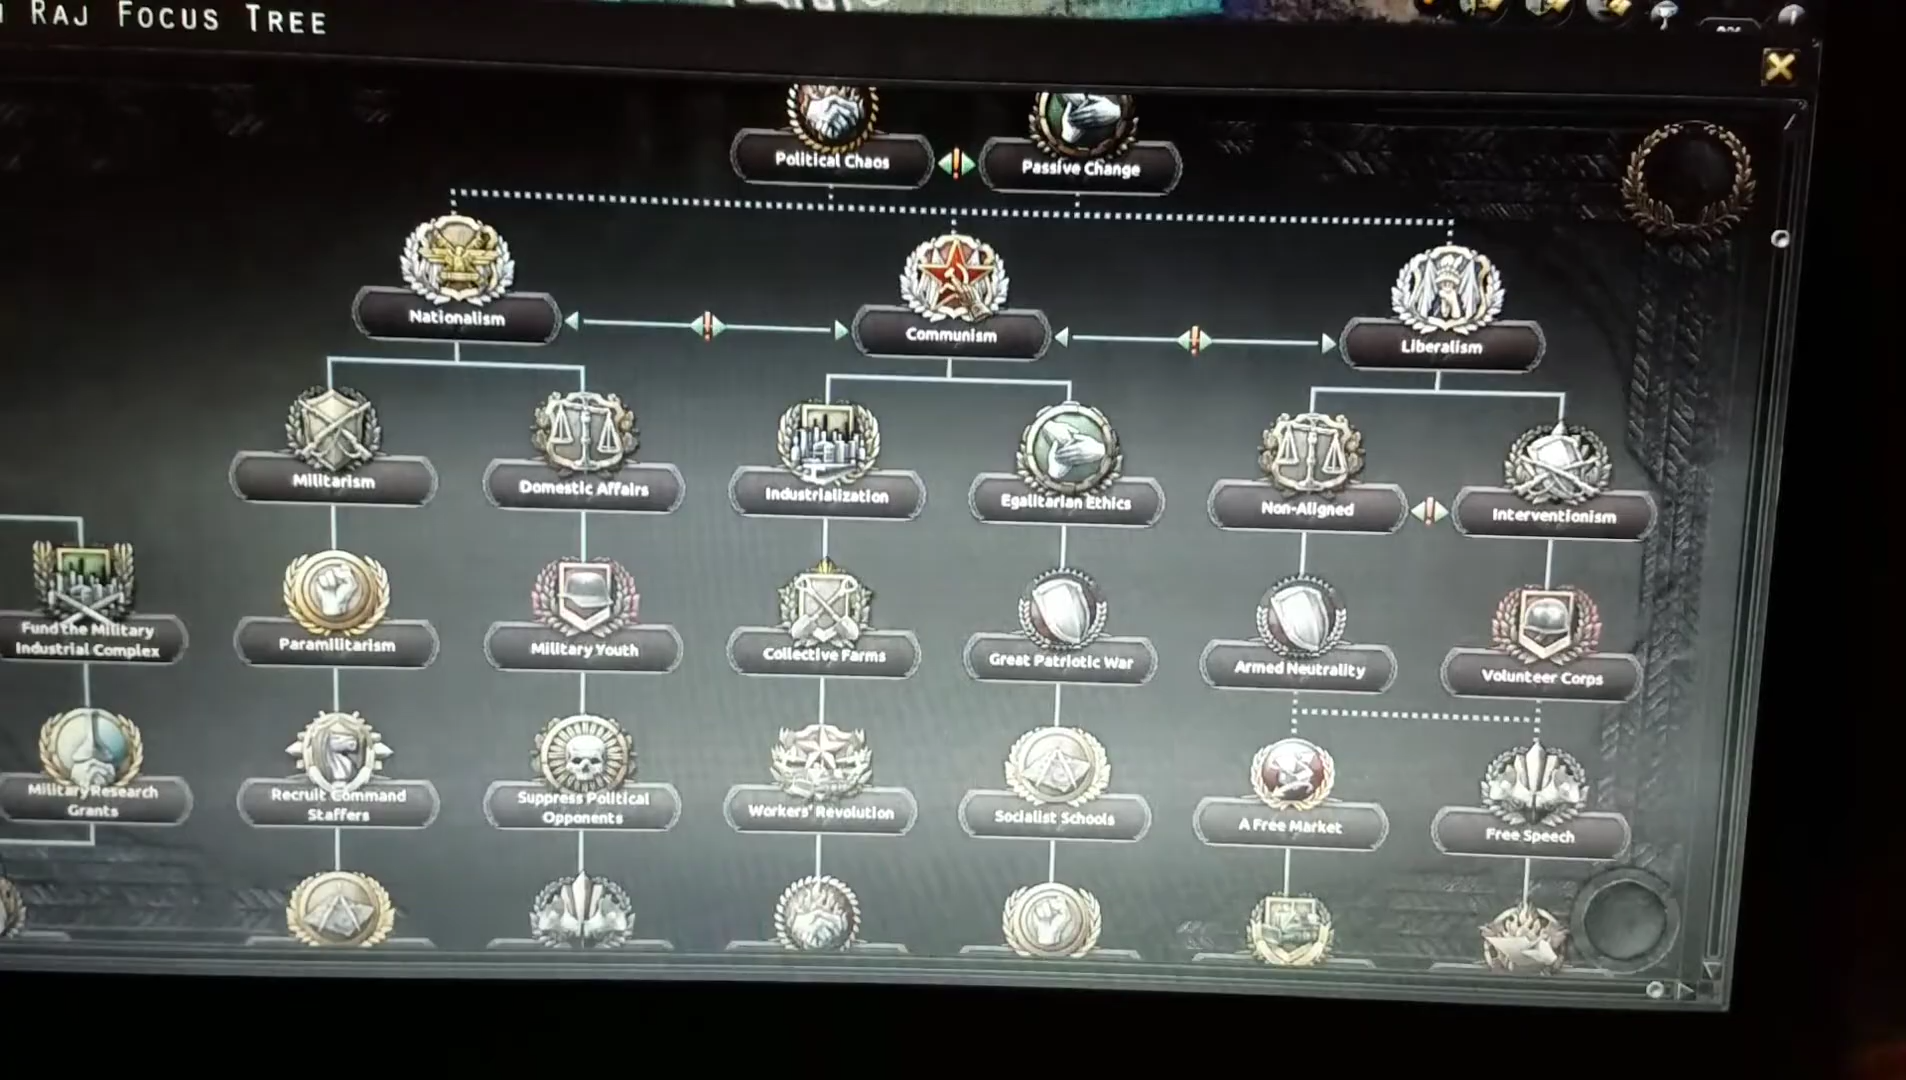 RAJ FOCUS TREE
Political Chaos
Passive Change
Nationalism
Communism
Liberalism
Militarism
Domestic Affairs
Industrialization
Egalitarian Ethics
Non-Aligned
Interventionism
Fund the Military
Industrial Complex
Paramilitarism
Military Youth
Collective Farms
Great Patriotic War
Armed Neutrality
Volunteer Corps
Military Research
Grants
Recruit Command
Staffers
Suppress Political
Opponents
Workers' Revolution
Socialist Schools
A Free Market
Free Speech